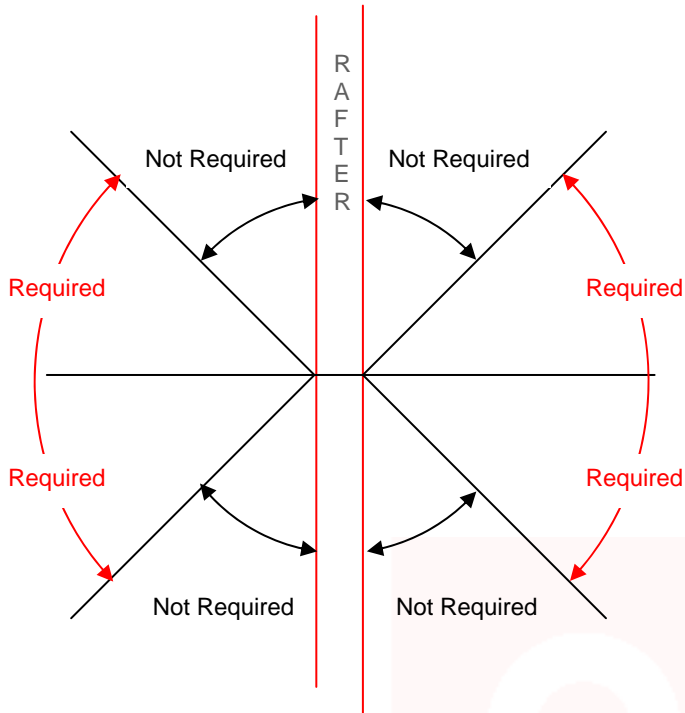 R
A
F
T
E
R
Not Required
Not Required
Required
Required
Required
Required
Not Required
Not Required